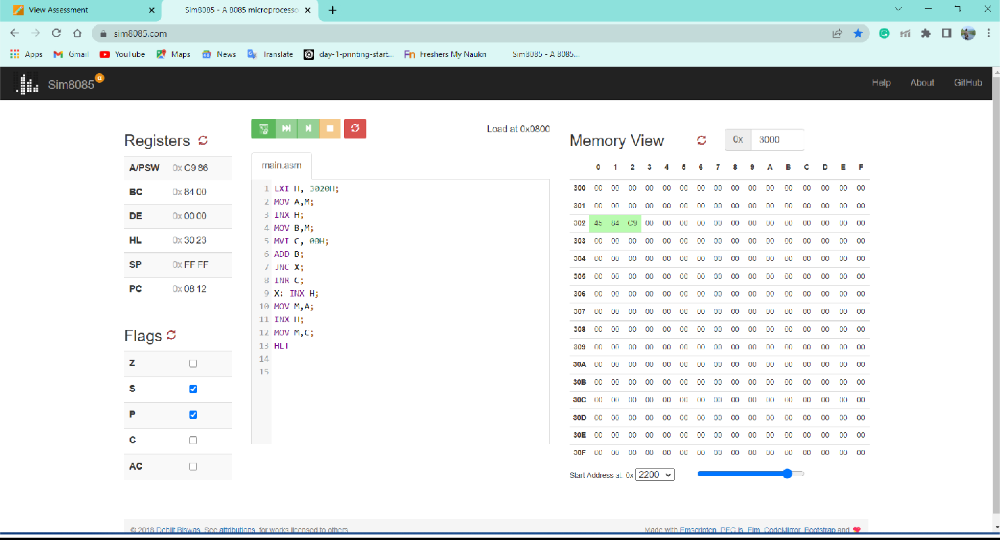 View Assessment
Sim8085 - A 8085 microprocesso
sim8085.com
Apps Gmail YouTube Maps News Translate day-1-printing-start... Freshers My Naukri Sim8085 - A 8085...
Sim8085 α Help About GitHub
Registers
A/PSW 0x C9 86
BC 0x 84 00
DE 0x 00 00
HL 0x 30 23
SP 0x FF FF
PC 0x 08 12
Flags
Z
S
P
C
AC
Load at 0x0800
main.asm
1 LXI H, 3020H;
2 MOV A,M;
3 INX H;
4 MOV B,M;
5 MVI C, 00H;
6 ADD B;
7 JNC X;
8 INR C;
9 X: INX H;
10 MOV M,A;
11 INX H;
12 MOV M,C;
13 HLT
14
15
Memory View 0x 3000
0 1 2 3 4 5 6 7 8 9 A B C D E F
300 00 00 00 00 00 00 00 00 00 00 00 00 00 00 00 00
301 00 00 00 00 00 00 00 00 00 00 00 00 00 00 00 00
302 45 84 C9 00 00 00 00 00 00 00 00 00 00 00 00 00
303 00 00 00 00 00 00 00 00 00 00 00 00 00 00 00 00
304 00 00 00 00 00 00 00 00 00 00 00 00 00 00 00 00
305 00 00 00 00 00 00 00 00 00 00 00 00 00 00 00 00
306 00 00 00 00 00 00 00 00 00 00 00 00 00 00 00 00
307 00 00 00 00 00 00 00 00 00 00 00 00 00 00 00 00
308 00 00 00 00 00 00 00 00 00 00 00 00 00 00 00 00
309 00 00 00 00 00 00 00 00 00 00 00 00 00 00 00 00
30A 00 00 00 00 00 00 00 00 00 00 00 00 00 00 00 00
30B 00 00 00 00 00 00 00 00 00 00 00 00 00 00 00 00
30C 00 00 00 00 00 00 00 00 00 00 00 00 00 00 00 00
30D 00 00 00 00 00 00 00 00 00 00 00 00 00 00 00 00
30E 00 00 00 00 00 00 00 00 00 00 00 00 00 00 00 00
30F 00 00 00 00 00 00 00 00 00 00 00 00 00 00 00 00
Start Address at: 0x 2200
© 2018 Debjit Biswas. See attributions, for works licensed to others.
Made with Emscripten, PEG.js, Elm, CodeMirror, Bootstrap and